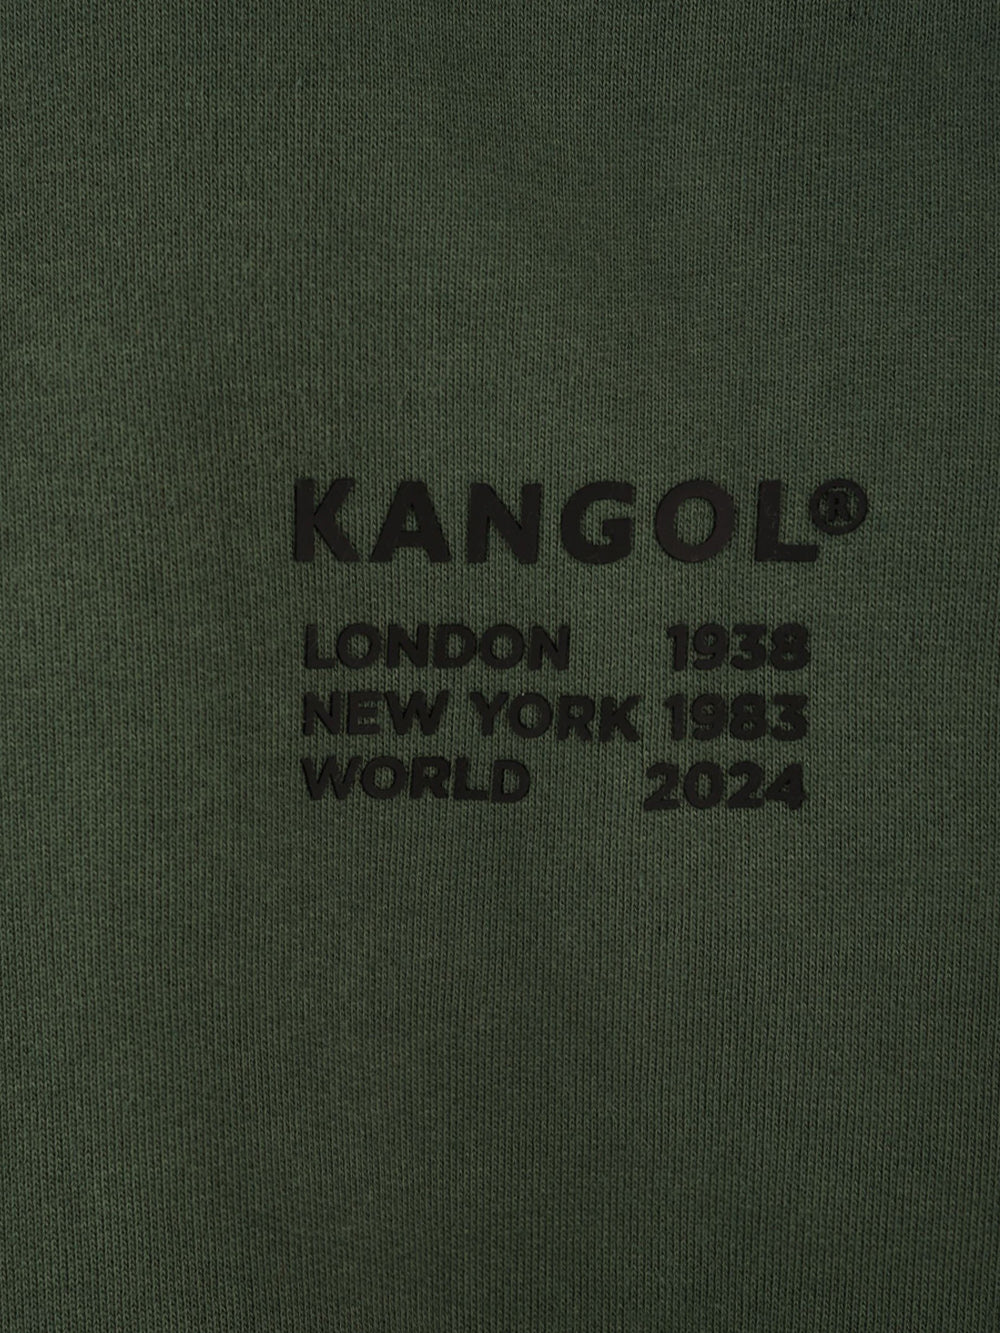 KANGOL®
LONDON 1938
NEW YORK 1983
WORLD 2024